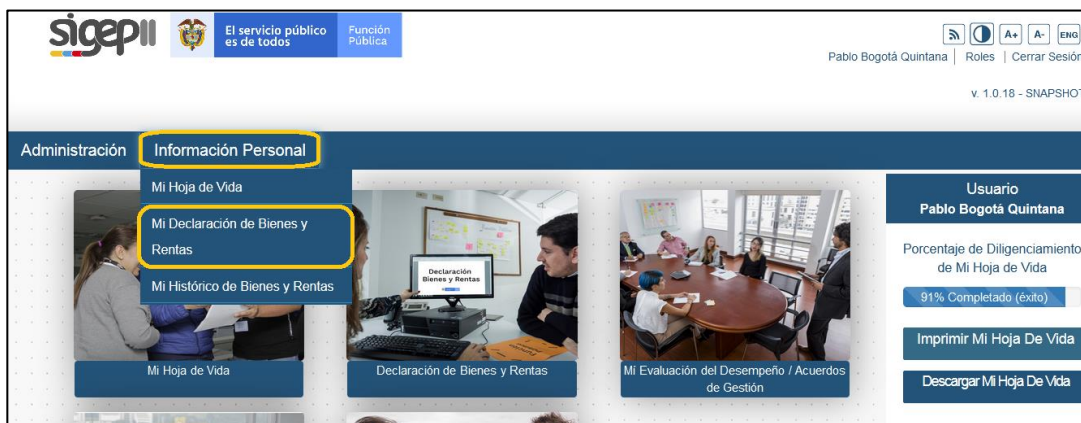 sigepII
El servicio público
es de todos
Función
Pública
A+ A- ENG
Pablo Bogotá Quintana | Roles | Cerrar Sesión
v. 1.0.18 - SNAPSHOT
Administración Información Personal
Mi Hoja de Vida
Mi Declaración de Bienes y
Rentas
Mi Histórico de Bienes y Rentas
Declaración
Bienes y Rentas
Mi Hoja de Vida
Declaración de Bienes y Rentas
Mi Evaluación del Desempeño / Acuerdos
de Gestión
Usuario
Pablo Bogotá Quintana
Porcentaje de Diligenciamiento
de Mi Hoja de Vida
91% Completado (éxito)
Imprimir Mi Hoja De Vida
Descargar Mi Hoja De Vida